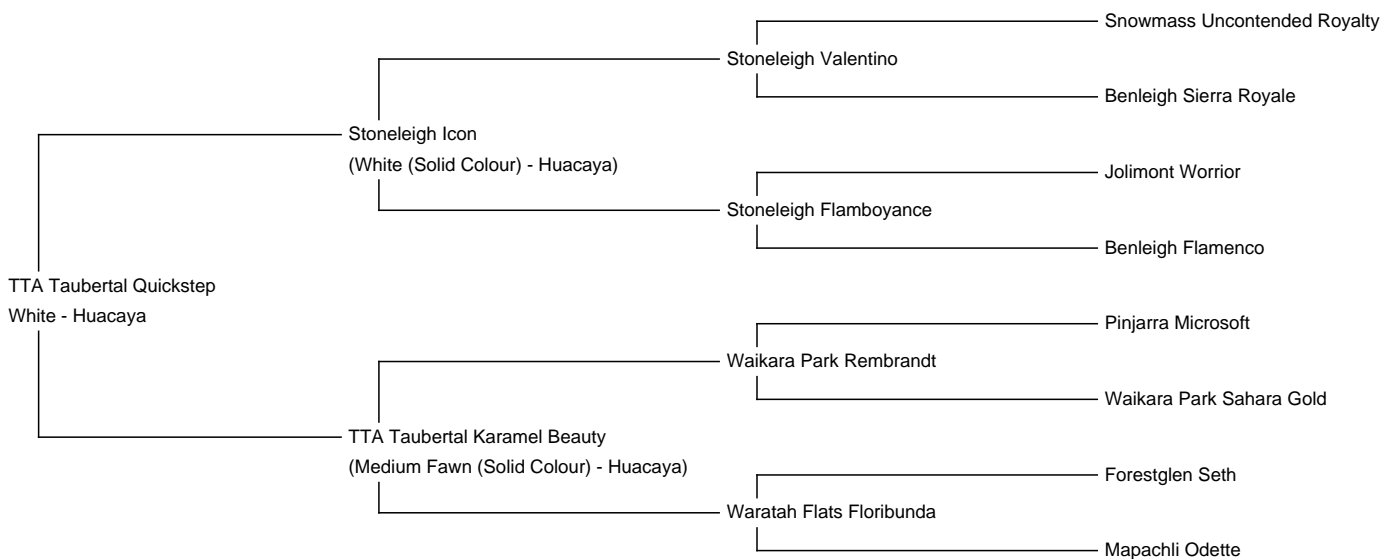 Snowmass Uncontended Royalty
Stoneleigh Valentino
Benleigh Sierra Royale
Stoneleigh Icon
(White (Solid Colour) - Huacaya)
Jolimont Worrior
Stoneleigh Flamboyance
Benleigh Flamenco
TTA Taubertal Quickstep
White - Huacaya
Pinjarra Microsoft
Waikara Park Rembrandt
Waikara Park Sahara Gold
TTA Taubertal Karamel Beauty
(Medium Fawn (Solid Colour) - Huacaya)
Forestglen Seth
Waratah Flats Floribunda
Mapachli Odette